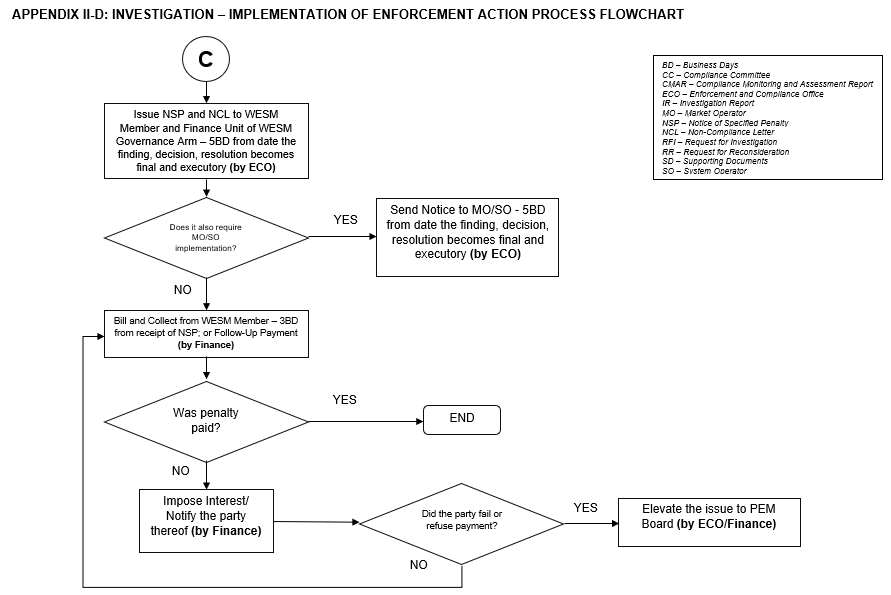 APPENDIX II-D: INVESTIGATION – IMPLEMENTATION OF ENFORCEMENT ACTION PROCESS FLOWCHART
C
BD – Business Days
CC – Compliance Committee
CMAR – Compliance Monitoring and Assessment Report
ECO – Enforcement and Compliance Office
IR – Investigation Report
MO – Market Operator
NSP – Notice of Specified Penalty
NCL – Non-Compliance Letter
RFI – Request for Investigation
RR – Request for Reconsideration
SD – Supporting Documents
SO – System Operator
Issue NSP and NCL to WESM
Member and Finance Unit of WESM
Governance Arm – 5BD from date the
finding, decision, resolution becomes
final and executory (by ECO)
Does it also require
MO/SO
implementation?
YES
Send Notice to MO/SO - 5BD
from date the finding, decision,
resolution becomes final and
executory (by ECO)
NO
Bill and Collect from WESM Member – 3BD
from receipt of NSP; or Follow-Up Payment
(by Finance)
Was penalty
paid?
YES
END
NO
Impose Interest/
Notify the party
thereof (by Finance)
Did the party fail or
refuse payment?
YES
Elevate the issue to PEM
Board (by ECO/Finance)
NO